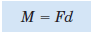 M = Fd